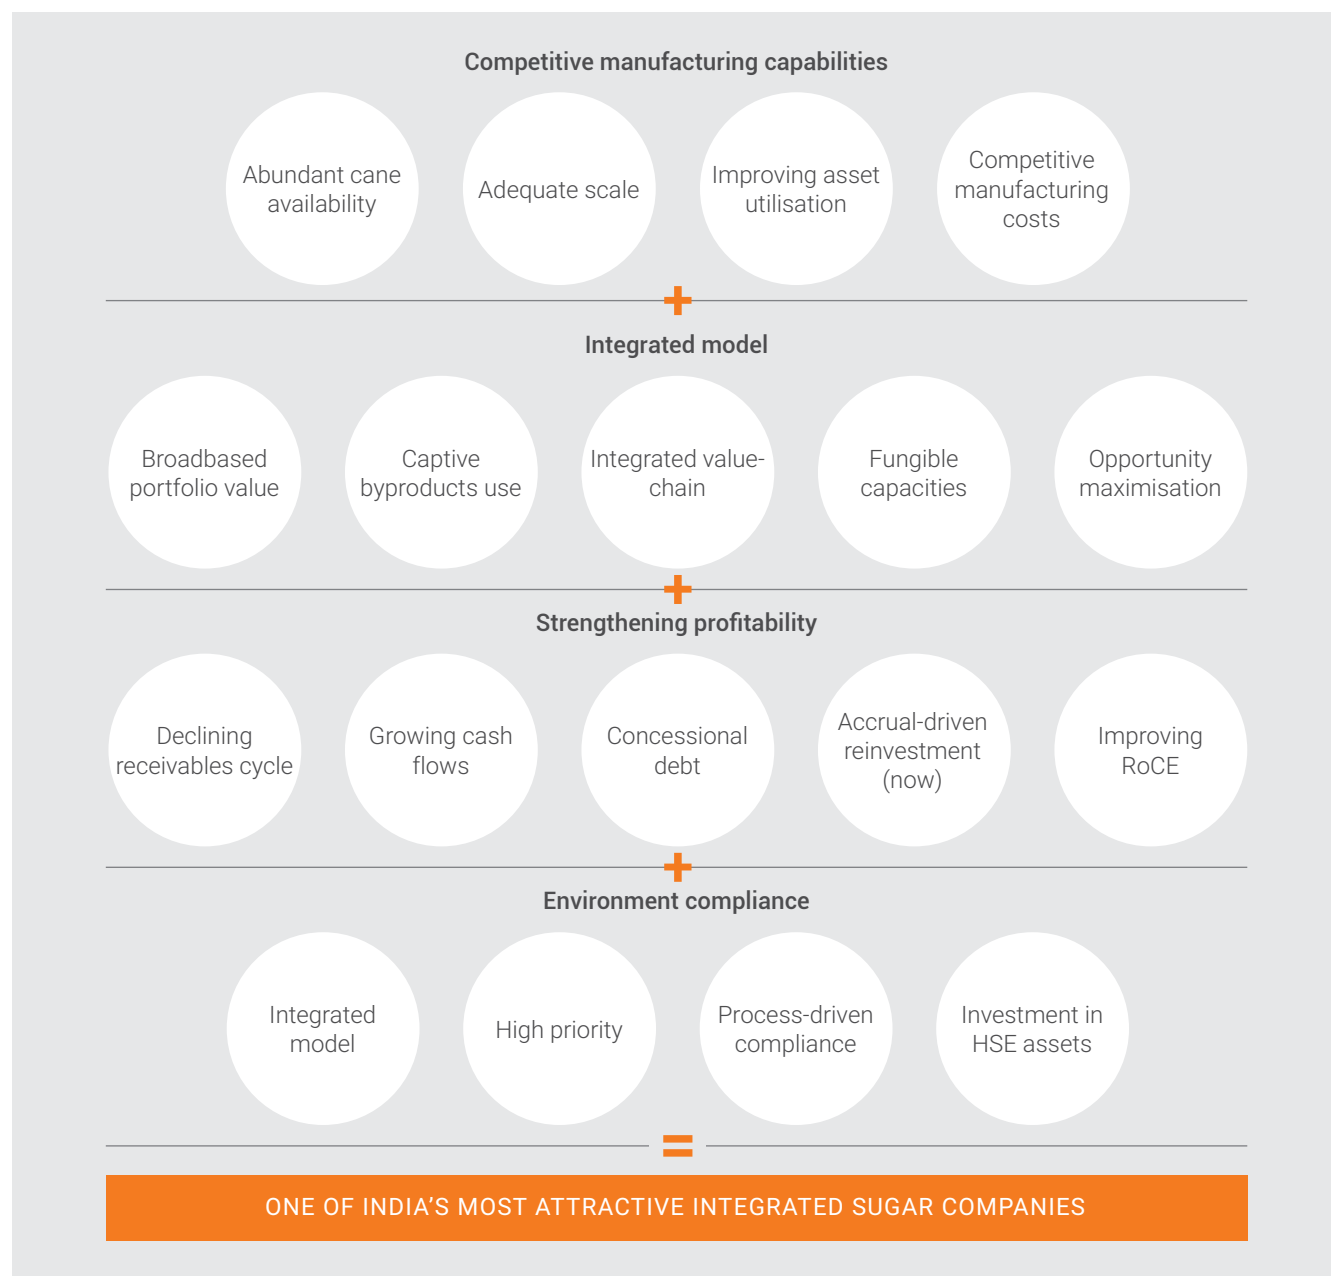 Competitive manufacturing capabilities
Abundant cane
availability
Adequate scale
Improving asset
utilisation
Competitive
manufacturing
costs
+
Integrated model
Broadbased
portfolio value
Captive
byproducts use
Integrated value-
chain
Fungible
capacities
Opportunity
maximisation
+
Strengthening profitability
Declining
receivables cycle
Growing cash
flows
Concessional
debt
Accrual-driven
reinvestment
(now)
Improving
RoCE
+
Environment compliance
Integrated
model
High priority
Process-driven
compliance
Investment in
HSE assets
=
ONE OF INDIA'S MOST ATTRACTIVE INTEGRATED SUGAR COMPANIES